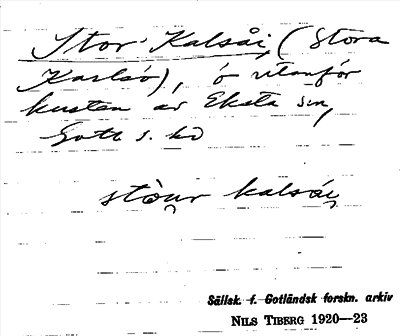 Stor-Kalsåi, (Stora
Karlsö), ö utanför
kusten av Eksta sn,
Gotl s. hd
stòur kalsåi
Sällsk. f. Gotländsk forskn. arkiv
NILS TIBERG 1920—23